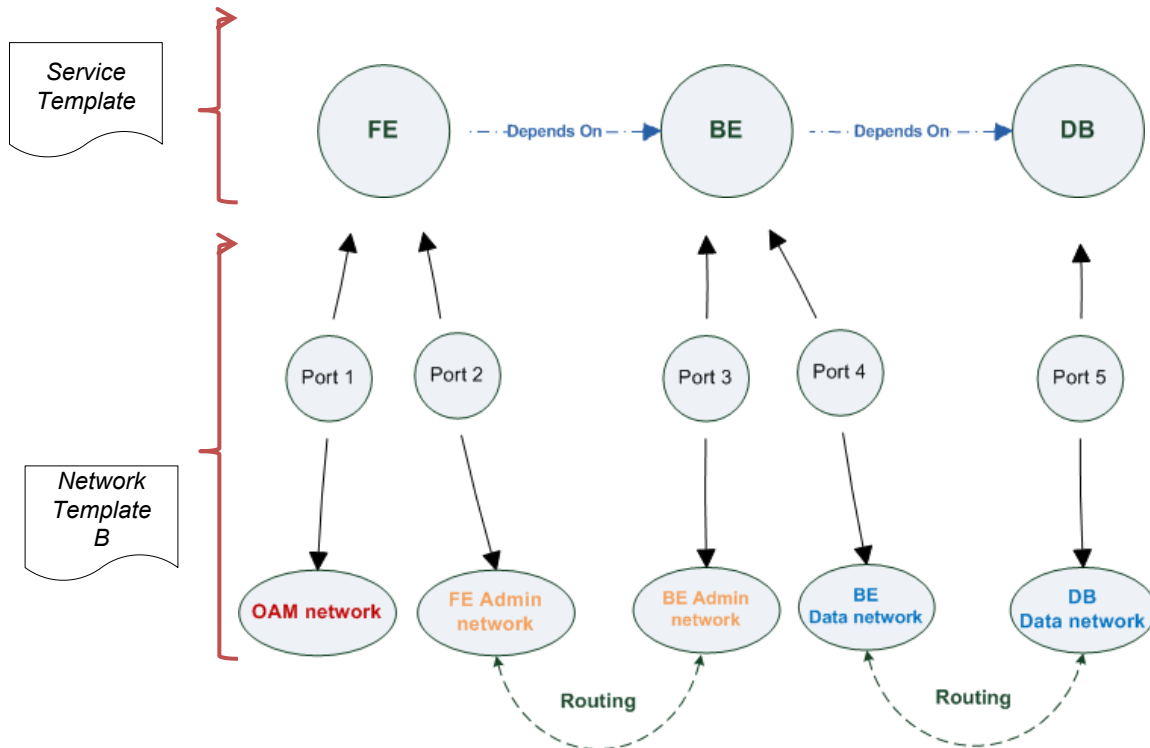 Service
Template
FE
Depends On
BE
Depends On
DB
Port 1
Port 2
Port 3
Port 4
Port 5
Network
Template
B
OAM network
FE Admin
network
BE Admin
network
BE
Data network
DB
Data network
Routing
Routing